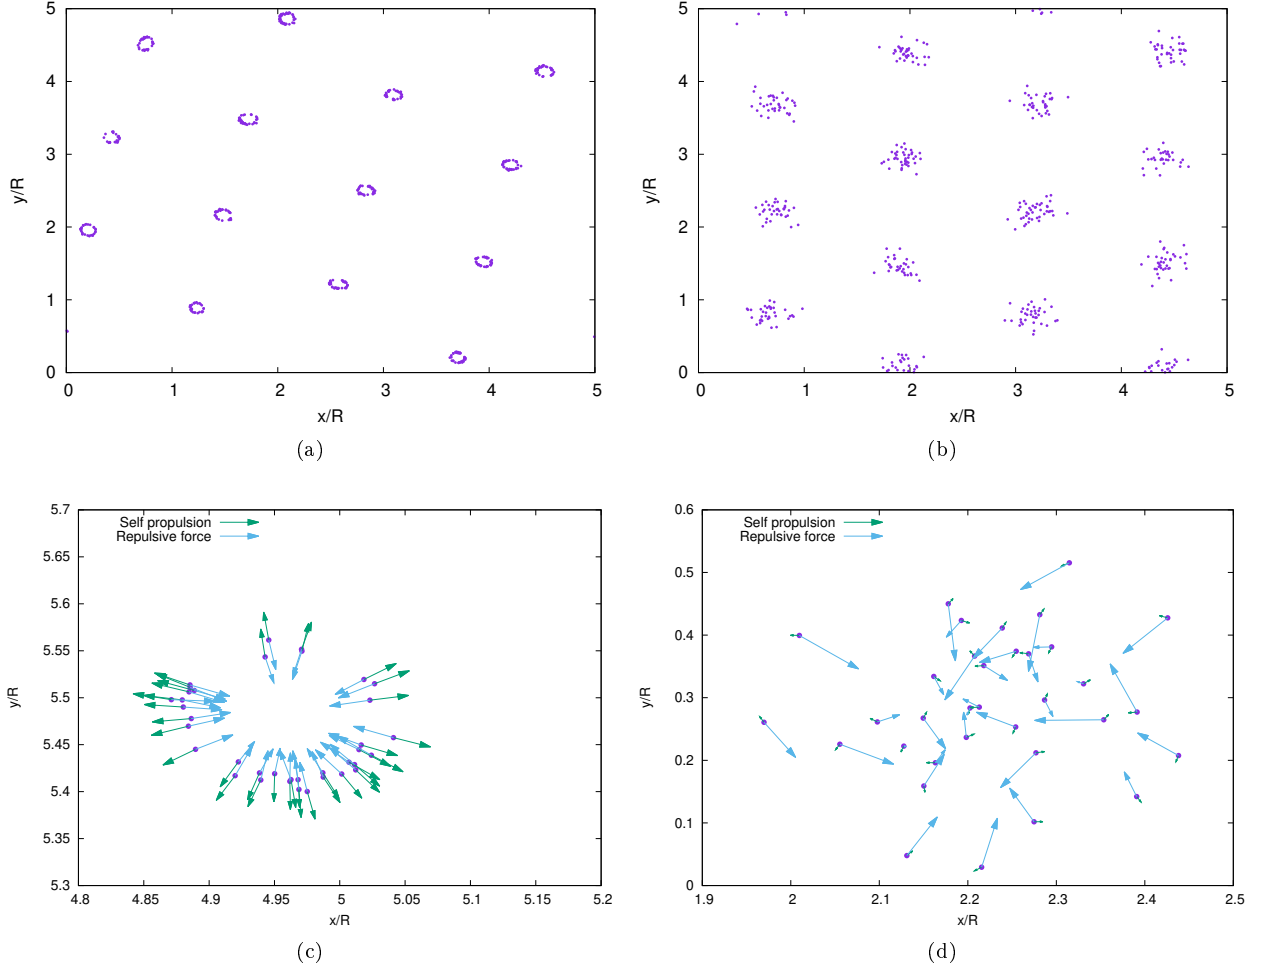 5
4
3
2
1
0
y/R
0 1 2 3 4 5
x/R
(a)
5
4
3
2
1
0
y/R
0 1 2 3 4 5
x/R
(b)
5.7
5.65
5.6
5.55
5.5
5.45
5.4
5.35
5.3
y/R
Self propulsion
Repulsive force
4.8 4.85 4.9 4.95 5 5.05 5.1 5.15 5.2
x/R
(c)
0.6
0.5
0.4
0.3
0.2
0.1
0
y/R
Self propulsion
Repulsive force
1.9 2 2.1 2.2 2.3 2.4 2.5
x/R
(d)